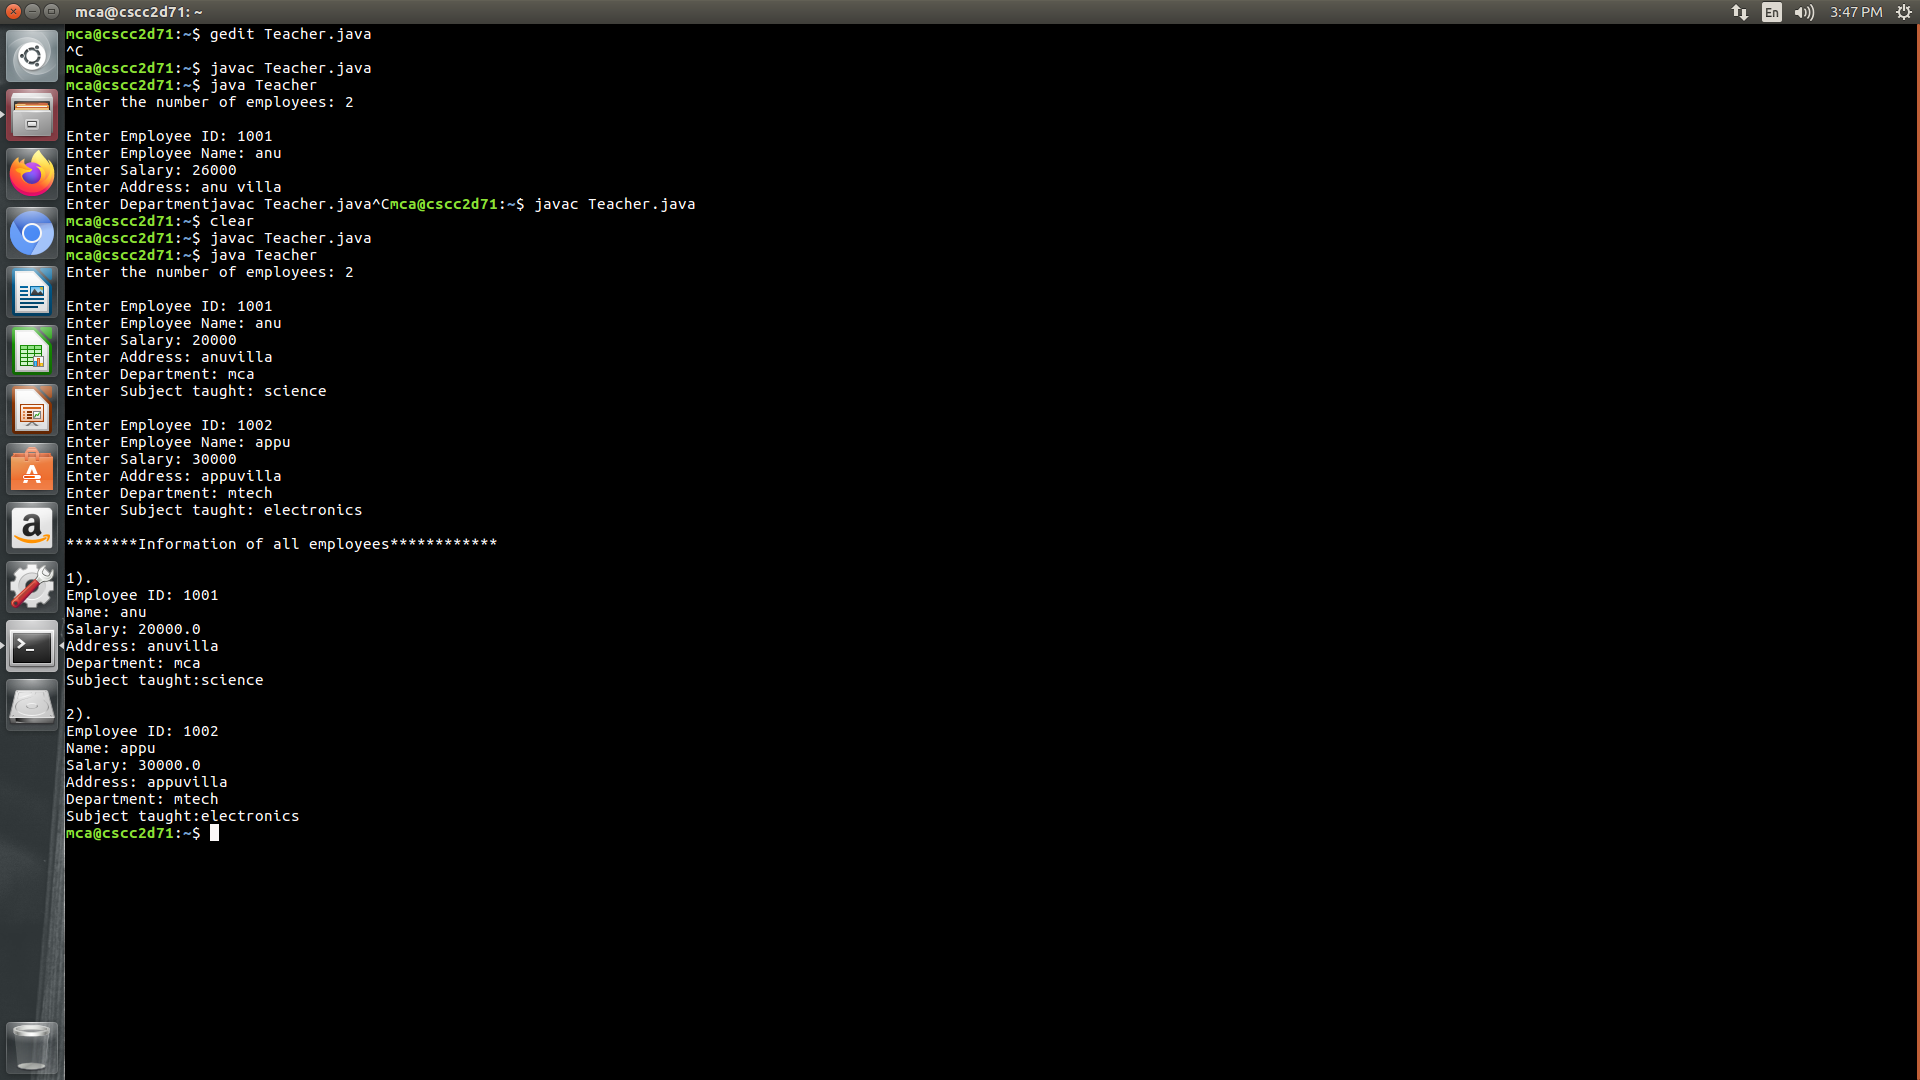 mca@cscc2d71: ~
En
3:47 PM
mca@cscc2d71:~$ gedit Teacher.java
^C
mca@cscc2d71:~$ javac Teacher.java
mca@cscc2d71:~$ java Teacher
Enter the number of employees: 2
Enter Employee ID: 1001
Enter Employee Name: anu
Enter Salary: 26000
Enter Address: anu villa
Enter Departmentjavac Teacher.java^Cmca@cscc2d71:~$ javac Teacher.java
mca@cscc2d71:~$ clear
mca@cscc2d71:~$ javac Teacher.java
mca@cscc2d71:~$ java Teacher
Enter the number of employees: 2
Enter Employee ID: 1001
Enter Employee Name: anu
Enter Salary: 20000
Enter Address: anuvilla
Enter Department: mca
Enter Subject taught: science
Enter Employee ID: 1002
Enter Employee Name: appu
Enter Salary: 30000
Enter Address: appuvilla
Enter Department: mtech
Enter Subject taught: electronics
********Information of all employees************
1).
Employee ID: 1001
Name: anu
Salary: 20000.0
Address: anuvilla
Department: mca
Subject taught:science
2).
Employee ID: 1002
Name: appu
Salary: 30000.0
Address: appuvilla
Department: mtech
Subject taught:electronics
mca@cscc2d71:~$